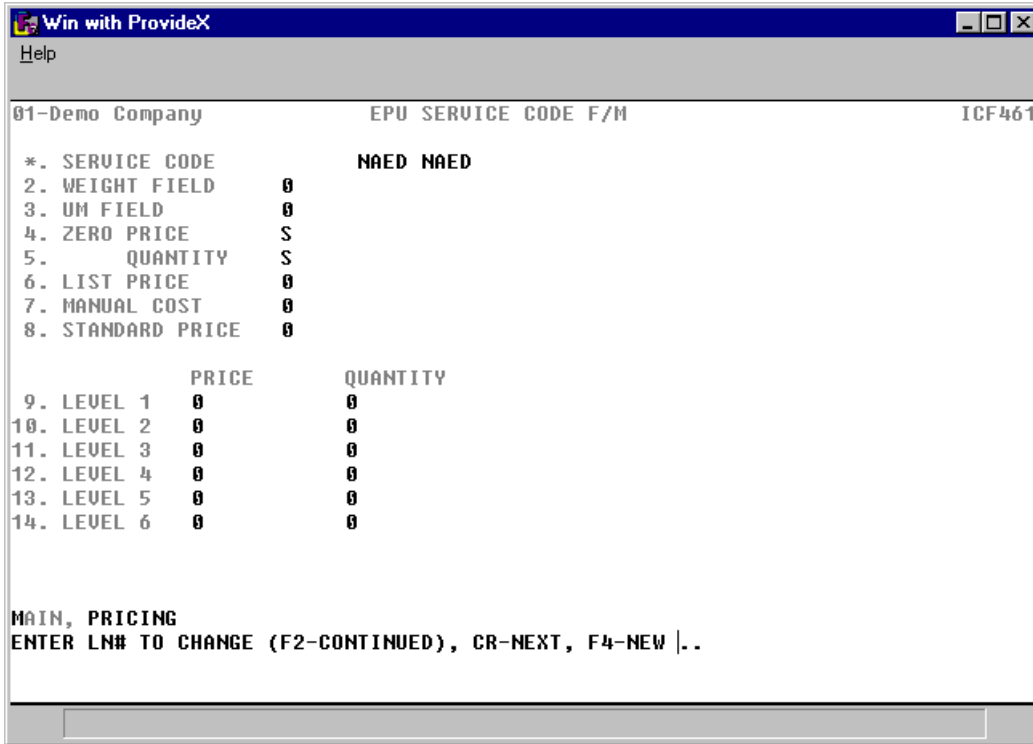 Win with ProvideX
Help
01-Demo Company EPU SERVICE CODE F/M ICF461
*. SERVICE CODE NAED NAED
2. WEIGHT FIELD 0
3. UM FIELD 0
4. ZERO PRICE S
5. QUANTITY S
6. LIST PRICE 0
7. MANUAL COST 0
8. STANDARD PRICE 0
PRICE QUANTITY
9. LEVEL 1 0 0
10. LEVEL 2 0 0
11. LEVEL 3 0 0
12. LEVEL 4 0 0
13. LEVEL 5 0 0
14. LEVEL 6 0 0
MAIN, PRICING
ENTER LN# TO CHANGE (F2-CONTINUED), CR-NEXT, F4-NEW ..